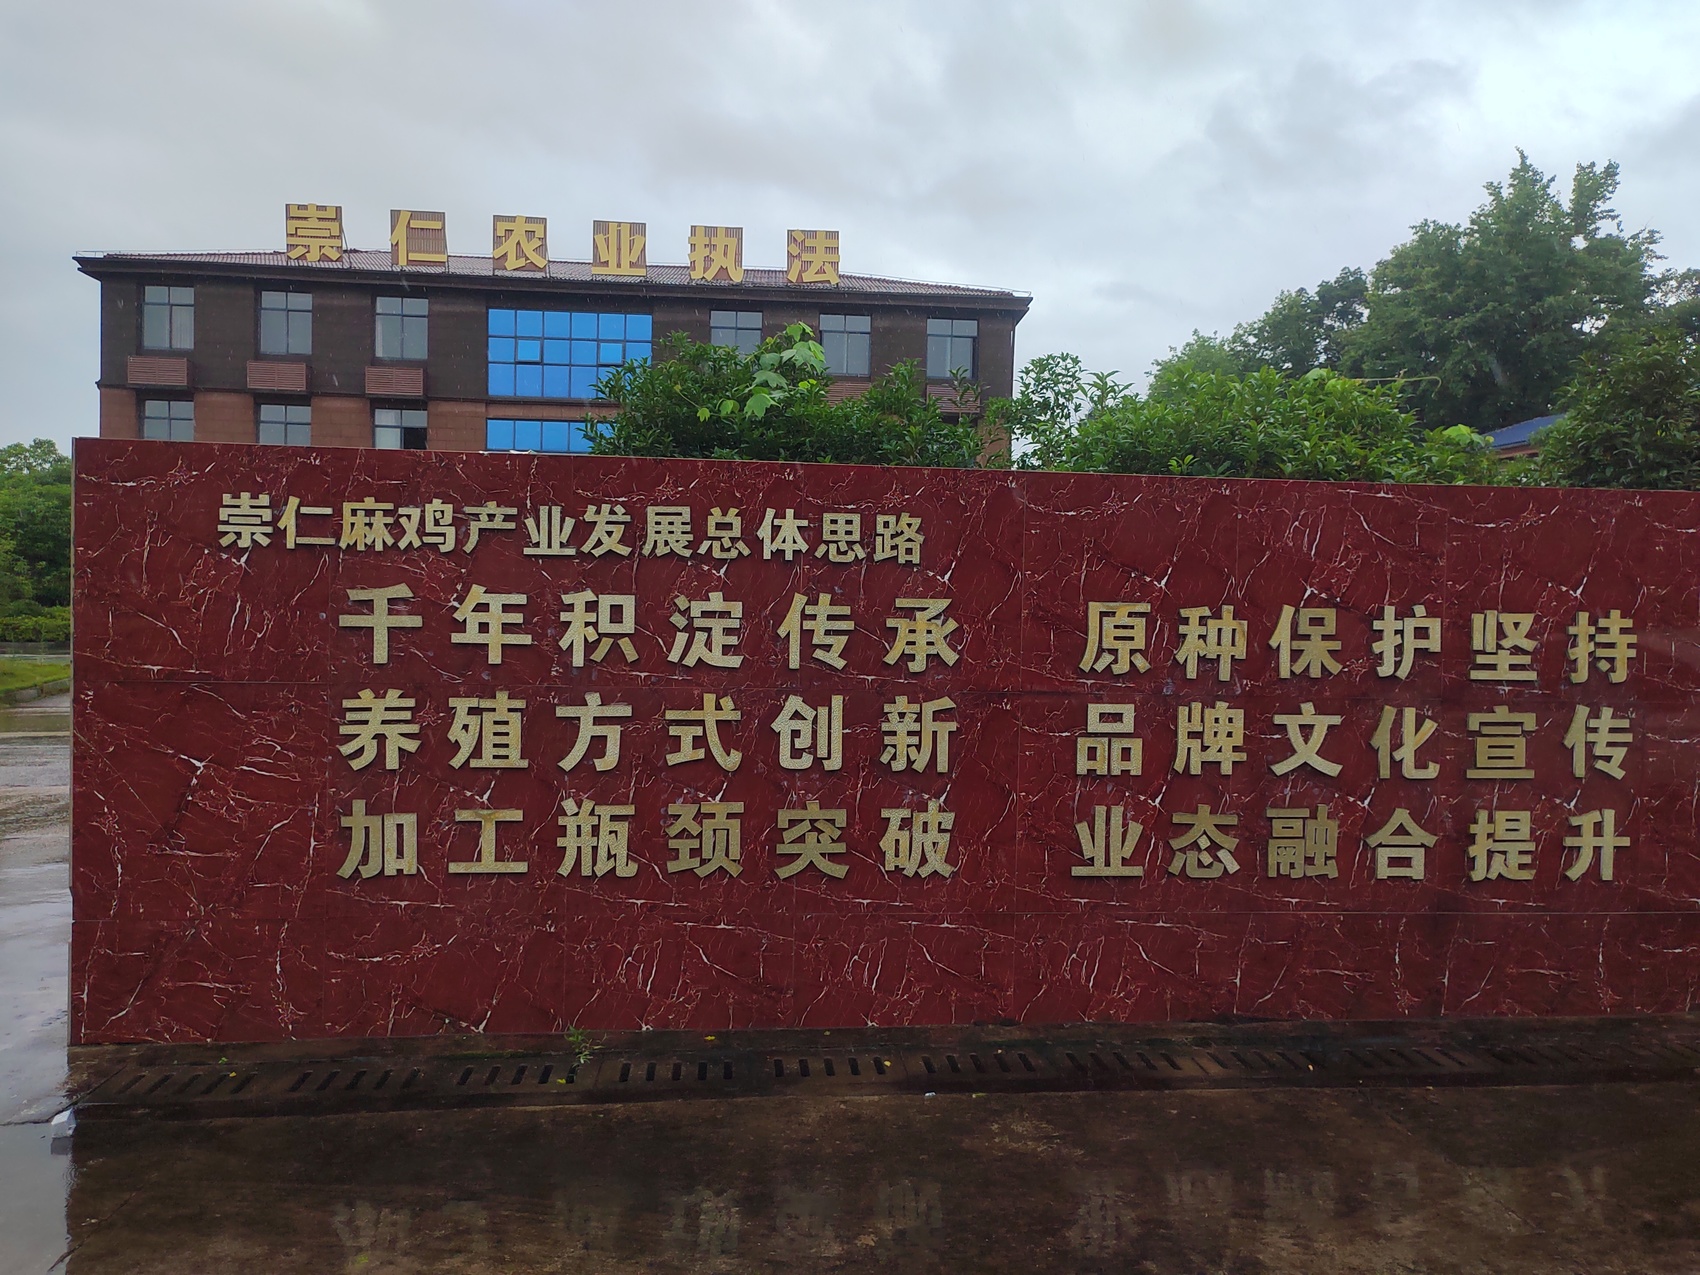 崇仁农业执法
崇仁麻鸡产业发展总体思路
千年积淀传承 原种保护坚持
养殖方式创新 品牌文化宣传
加工瓶颈突破 业态融合提升